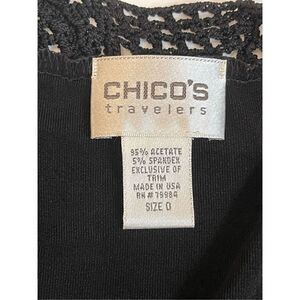 CHICO'S
travelers
95% ACETATE
5% SPANDEX
EXCLUSIVE OF
TRIM
MADE IN USA
RN# 79984
SIZE 0